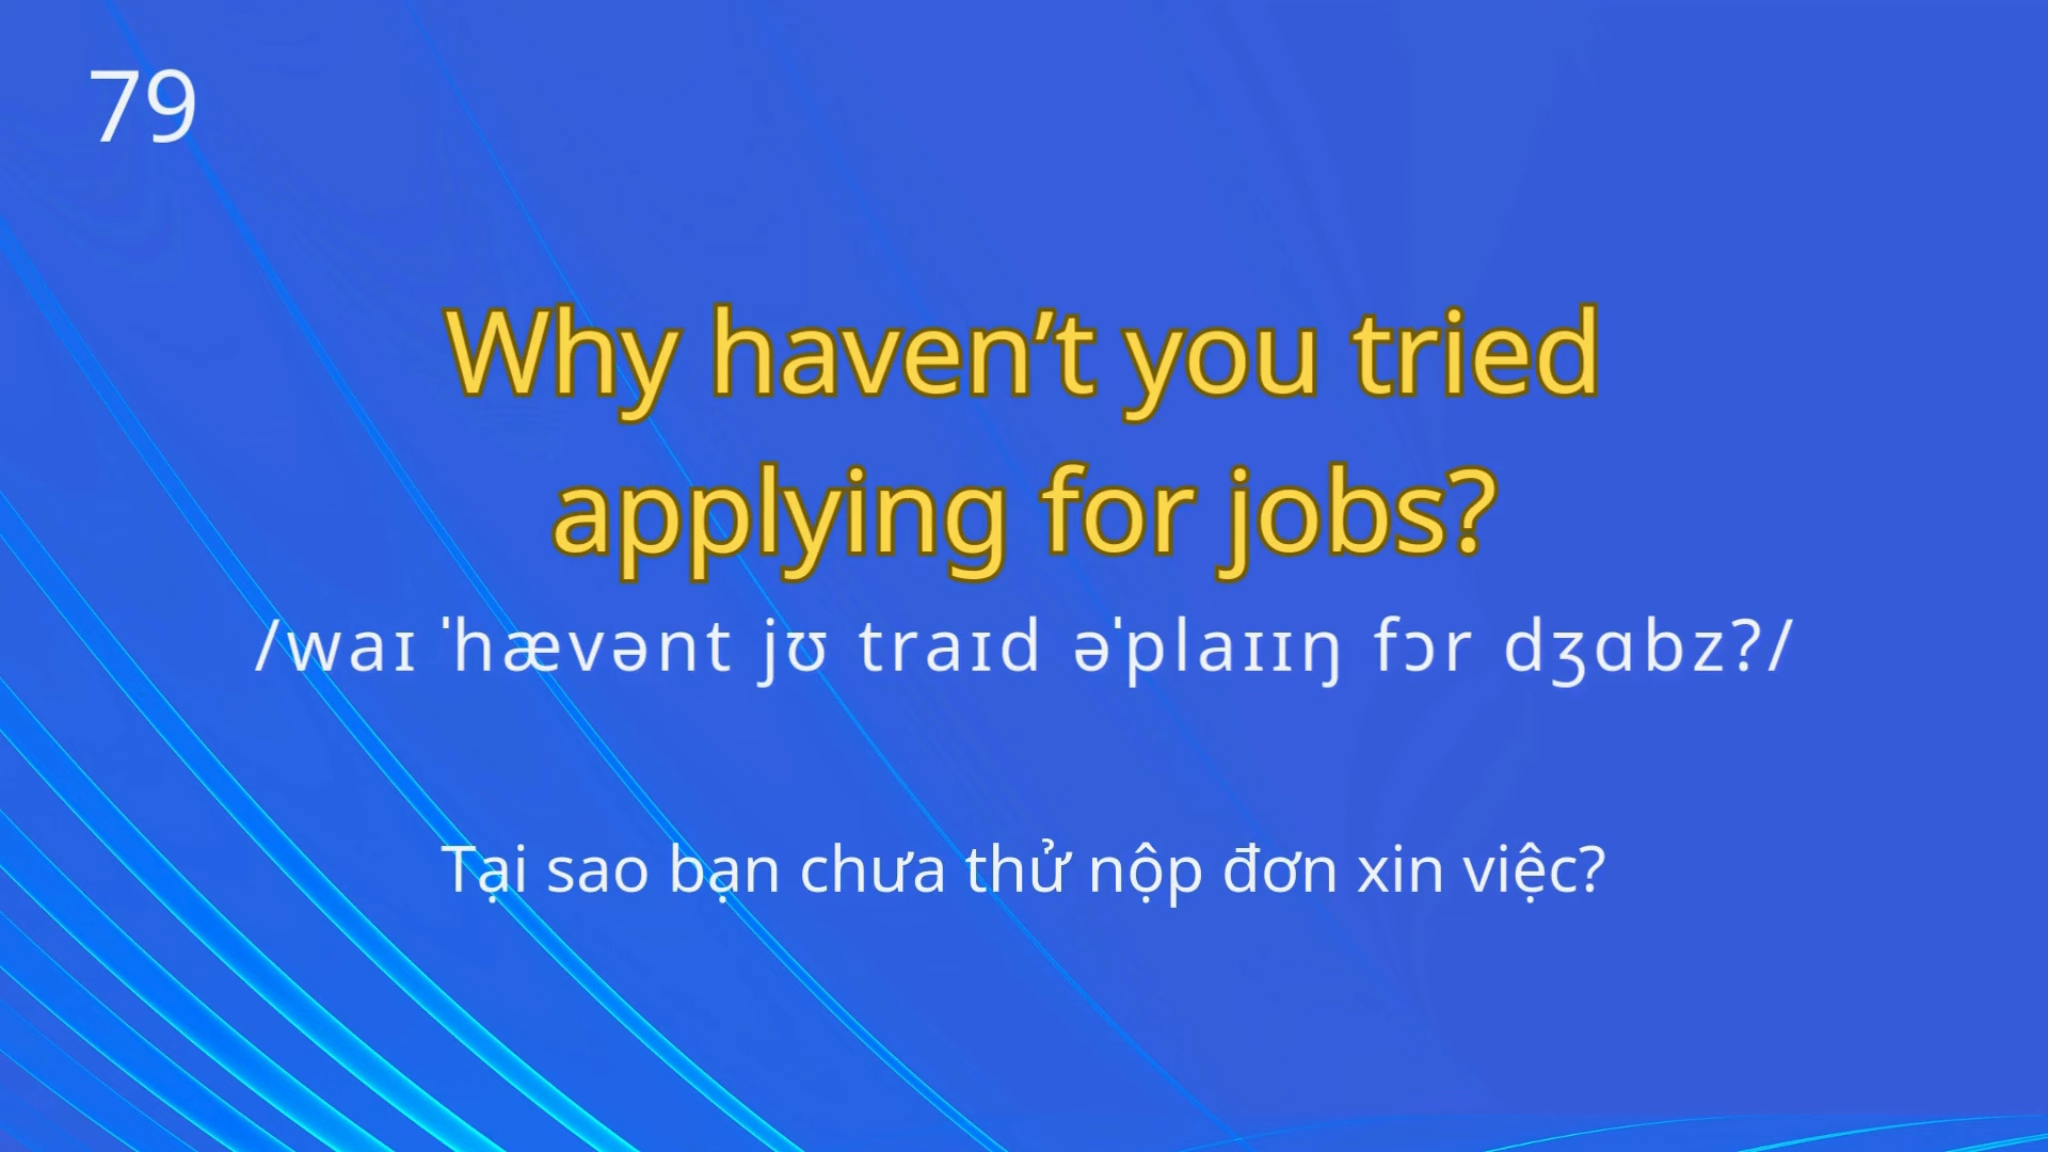 79
Why haven’t you tried
applying for jobs?
/waɪ ˈhævənt jʊ traɪd əˈplaɪɪŋ fɔr dʒɑbz?/
Tại sao bạn chưa thử nộp đơn xin việc?